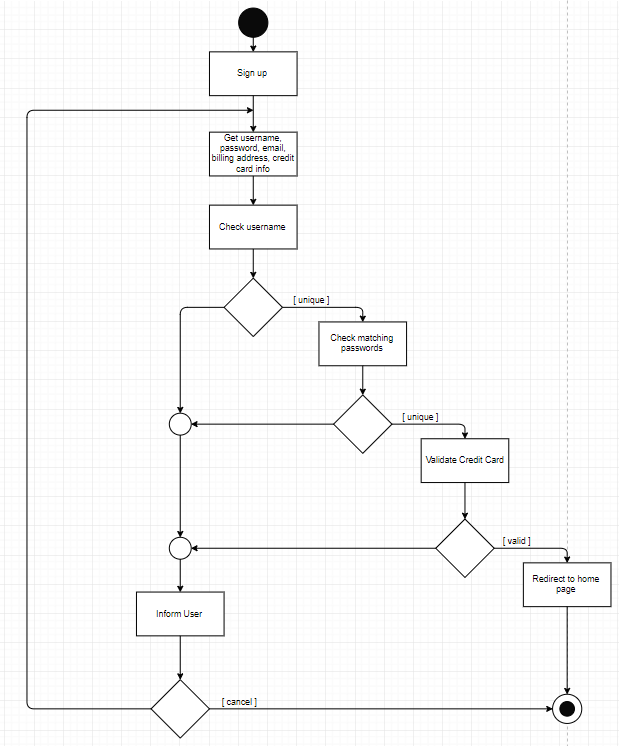 Sign up
Get username,
password, email,
billing address, credit
card info
Check username
[ unique ]
Check matching
passwords
[ unique ]
Validate Credit Card
[ valid ]
Redirect to home
page
Inform User
[ cancel ]